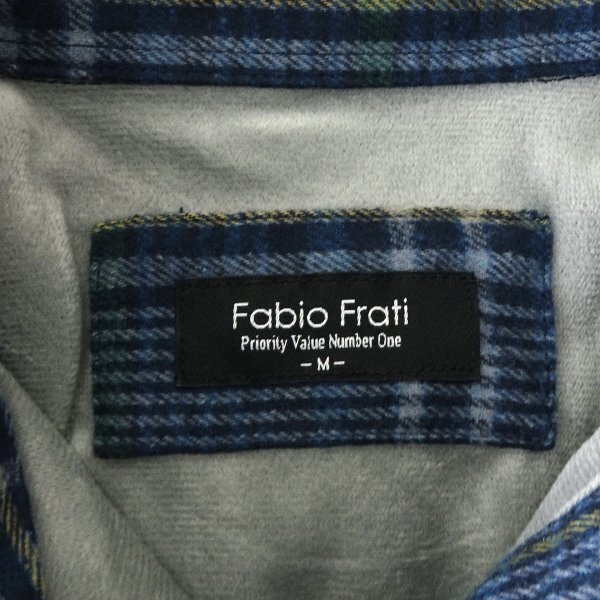 Fabio Frati
Priority Value Number One
- M -